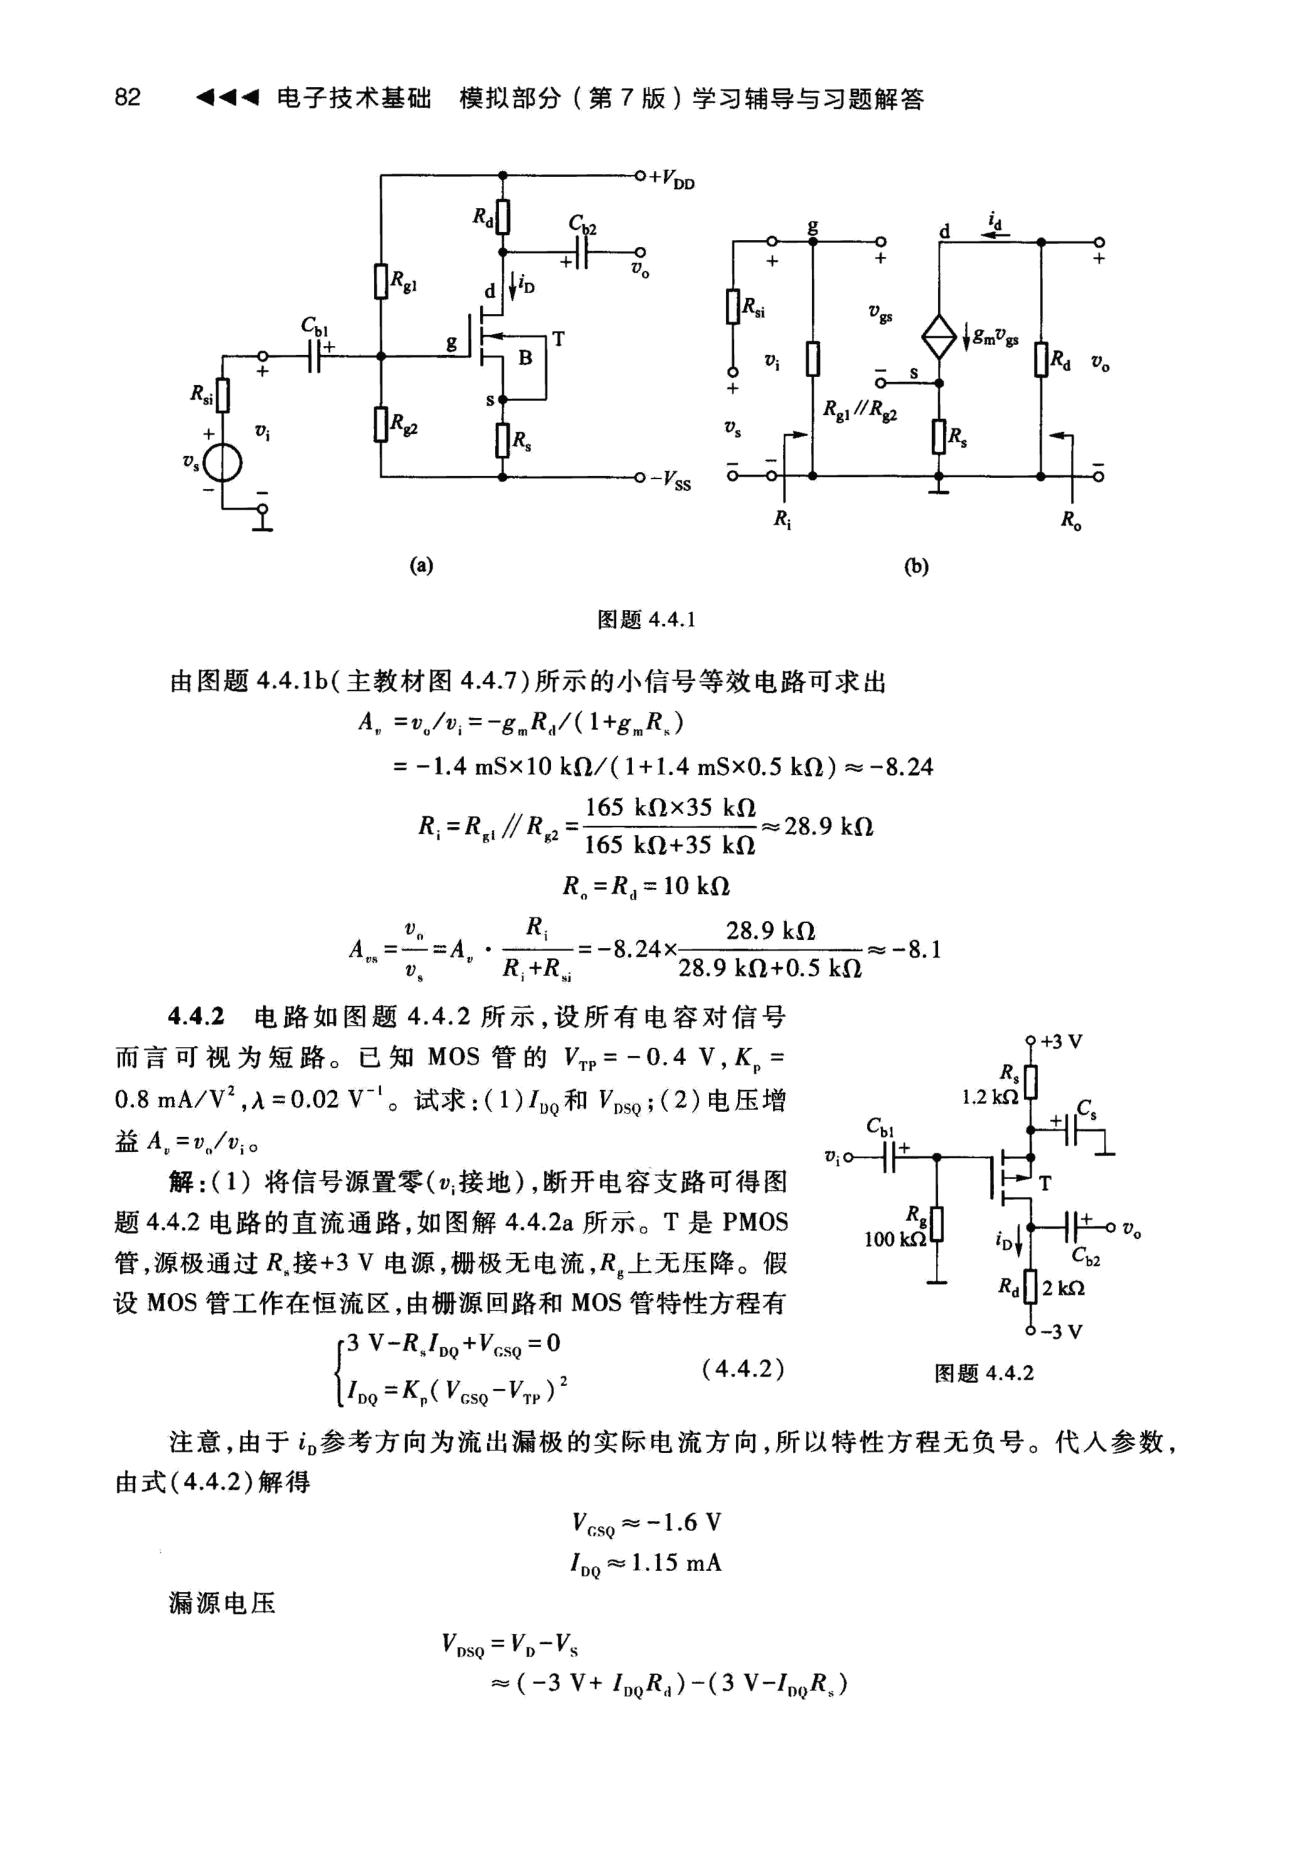 82 ◀◀◀ 电子技术基础 模拟部分（第 7 版）学习辅导与习题解答
+V_DD
R_d
C_b2
+
v_o
R_g1
d
i_D
C_b1
+
g
T
B
+
s
R_si
R_g2
R_s
+
v_i
v_s
-
-
-V_SS
(a)
g
d
i_d
+
+
+
R_si
v_gs
g_m v_gs
v_i
R_d
v_o
-
s
+
R_g1//R_g2
v_s
R_s
-
-
-
R_i
R_o
(b)
图题 4.4.1
由图题 4.4.1b(主教材图 4.4.7)所示的小信号等效电路可求出
A_v = v_o/v_i = -g_m R_d/(1+g_m R_s)
= -1.4 mS×10 kΩ/(1+1.4 mS×0.5 kΩ) ≈ -8.24
R_i = R_g1 // R_g2 = (165 kΩ×35 kΩ)/(165 kΩ+35 kΩ) ≈ 28.9 kΩ
R_o = R_d = 10 kΩ
A_vs = v_o/v_s = A_v · R_i/(R_i+R_si) = -8.24× 28.9 kΩ/(28.9 kΩ+0.5 kΩ) ≈ -8.1
4.4.2 电路如图题 4.4.2 所示,设所有电容对信号
而言可视为短路。已知 MOS 管的 V_TP = -0.4 V, K_p =
0.8 mA/V², λ = 0.02 V⁻¹。试求:(1) I_DQ 和 V_DSQ;(2)电压增
益 A_v = v_o/v_i。
解:(1) 将信号源置零(v_i接地),断开电容支路可得图
题 4.4.2 电路的直流通路,如图解 4.4.2a 所示。T 是 PMOS
管,源极通过 R_s接+3 V 电源,栅极无电流,R_g上无压降。假
设 MOS 管工作在恒流区,由栅源回路和 MOS 管特性方程有
+3 V
R_s
1.2 kΩ
+
C_s
C_b1
+
v_i
T
R_g
100 kΩ
i_D
+
v_o
C_b2
R_d
2 kΩ
-3 V
图题 4.4.2
{3 V-R_s I_DQ+V_GSQ = 0
I_DQ = K_p(V_GSQ-V_TP)²
(4.4.2)
注意,由于 i_D参考方向为流出漏极的实际电流方向,所以特性方程无负号。代入参数,
由式(4.4.2)解得
V_GSQ ≈ -1.6 V
I_DQ ≈ 1.15 mA
漏源电压
V_DSQ = V_D-V_S
≈ (-3 V+ I_DQ R_d)-(3 V-I_DQ R_s)